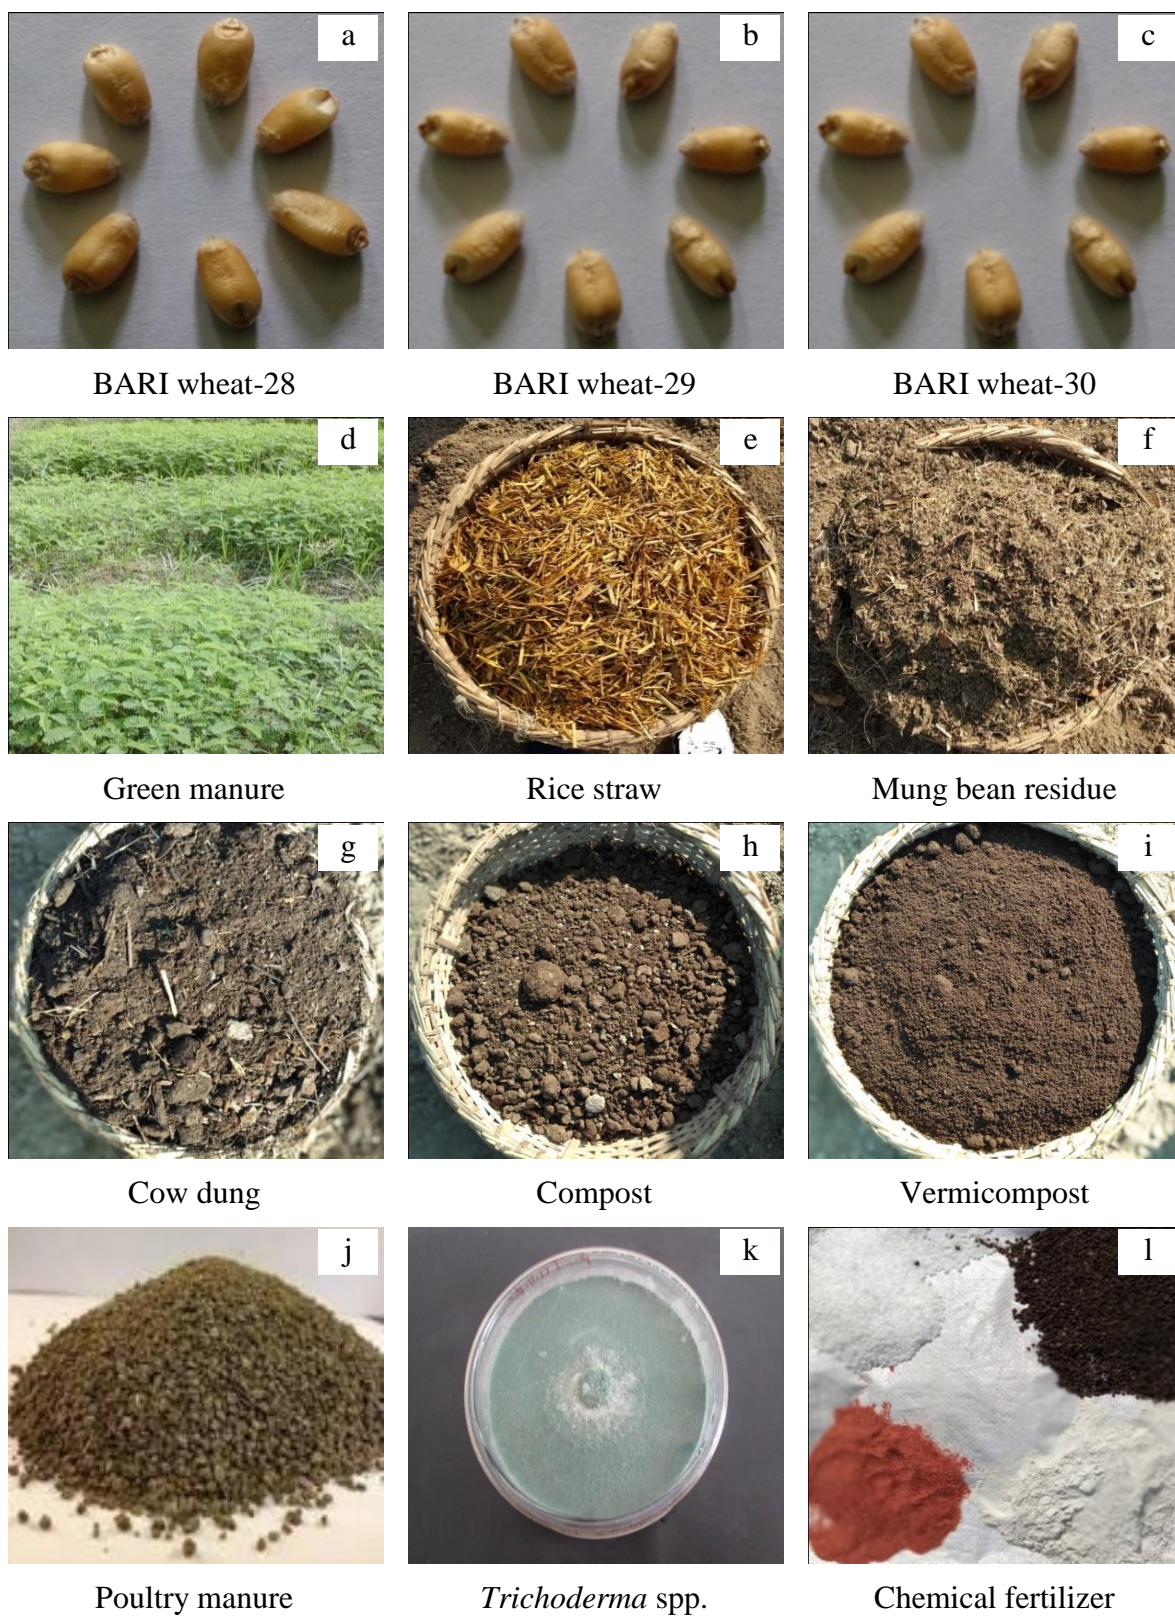 a
b
c
BARI wheat-28
BARI wheat-29
BARI wheat-30
d
e
f
Green manure
Rice straw
Mung bean residue
g
h
i
Cow dung
Compost
Vermicompost
j
k
l
Poultry manure
Trichoderma spp.
Chemical fertilizer